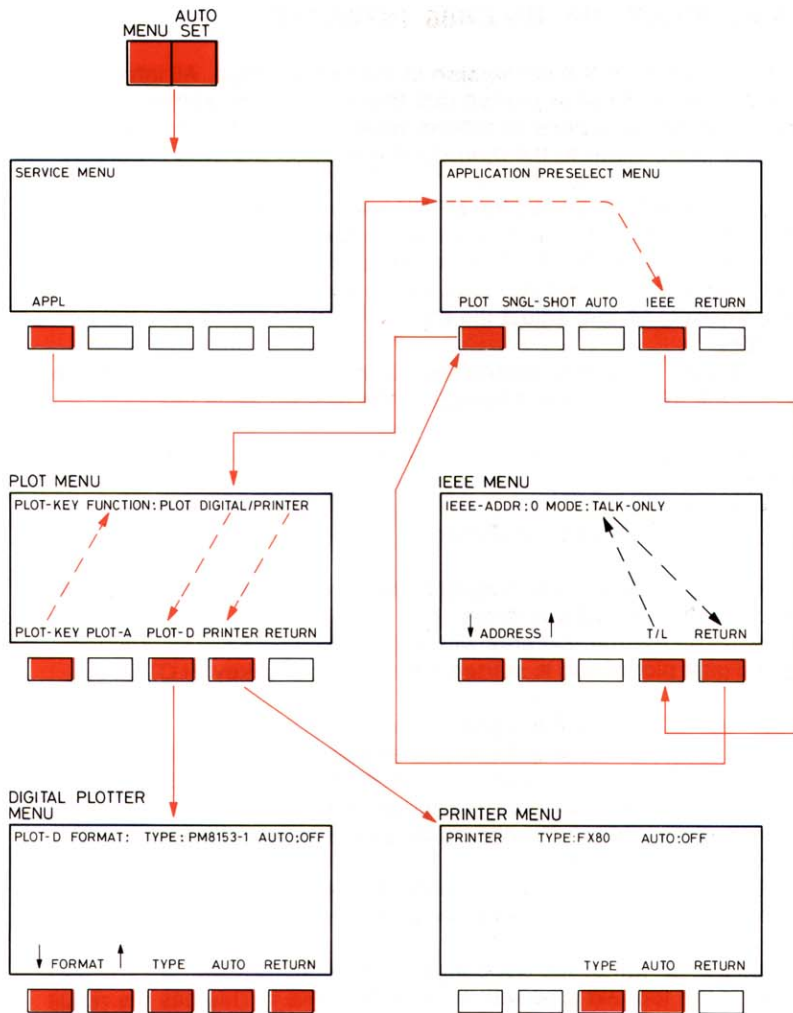 MENU AUTO SET
SERVICE MENU
APPL
APPLICATION PRESELECT MENU
PLOT SNGL-SHOT AUTO IEEE RETURN
PLOT MENU
PLOT-KEY FUNCTION: PLOT DIGITAL/PRINTER
PLOT-KEY PLOT-A PLOT-D PRINTER RETURN
IEEE MENU
IEEE-ADDR:0 MODE:TALK-ONLY
↓ ADDRESS ↑ T/L RETURN
DIGITAL PLOTTER
MENU
PLOT-D FORMAT: TYPE: PM8153-1 AUTO:OFF
↓ FORMAT ↑ TYPE AUTO RETURN
PRINTER MENU
PRINTER TYPE:FX80 AUTO:OFF
TYPE AUTO RETURN